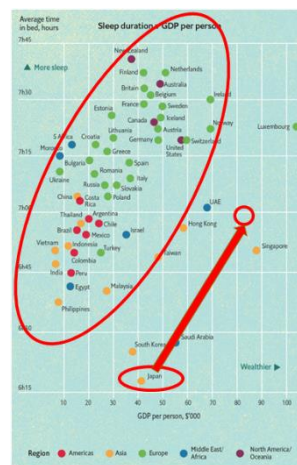 Average time
in bed, hours
Sleep duration v GDP per person
7h45
New Zealand
More sleep
Finland
Netherlands
7h30
Britain
Australia
Belgium
France
Sweden
Ireland
Estonia
Canada
Iceland
Norway
Luxembourg
Lithuania
Austria
S Africa
Croatia
Germany
United
States
Switzerland
7h15
Morocco
Greece
Bulgaria
Spain
Ukraine
Romania
Italy
Russia
Slovakia
China
Costa
Rica
Poland
7h00
Thailand
Argentina
UAE
Brazil
Chile
Mexico
Israel
Hong Kong
Vietnam
Indonesia
Taiwan
Singapore
Colombia
Turkey
6h45
India
Peru
Egypt
Malaysia
Philippines
6h30
Saudi Arabia
South Korea
Wealthier
Japan
6h15
10
20
30
40
50
60
70
80
90
100
GDP per person, $'000
Region
Americas
Asia
Europe
Middle East/
Africa
North America/
Oceania